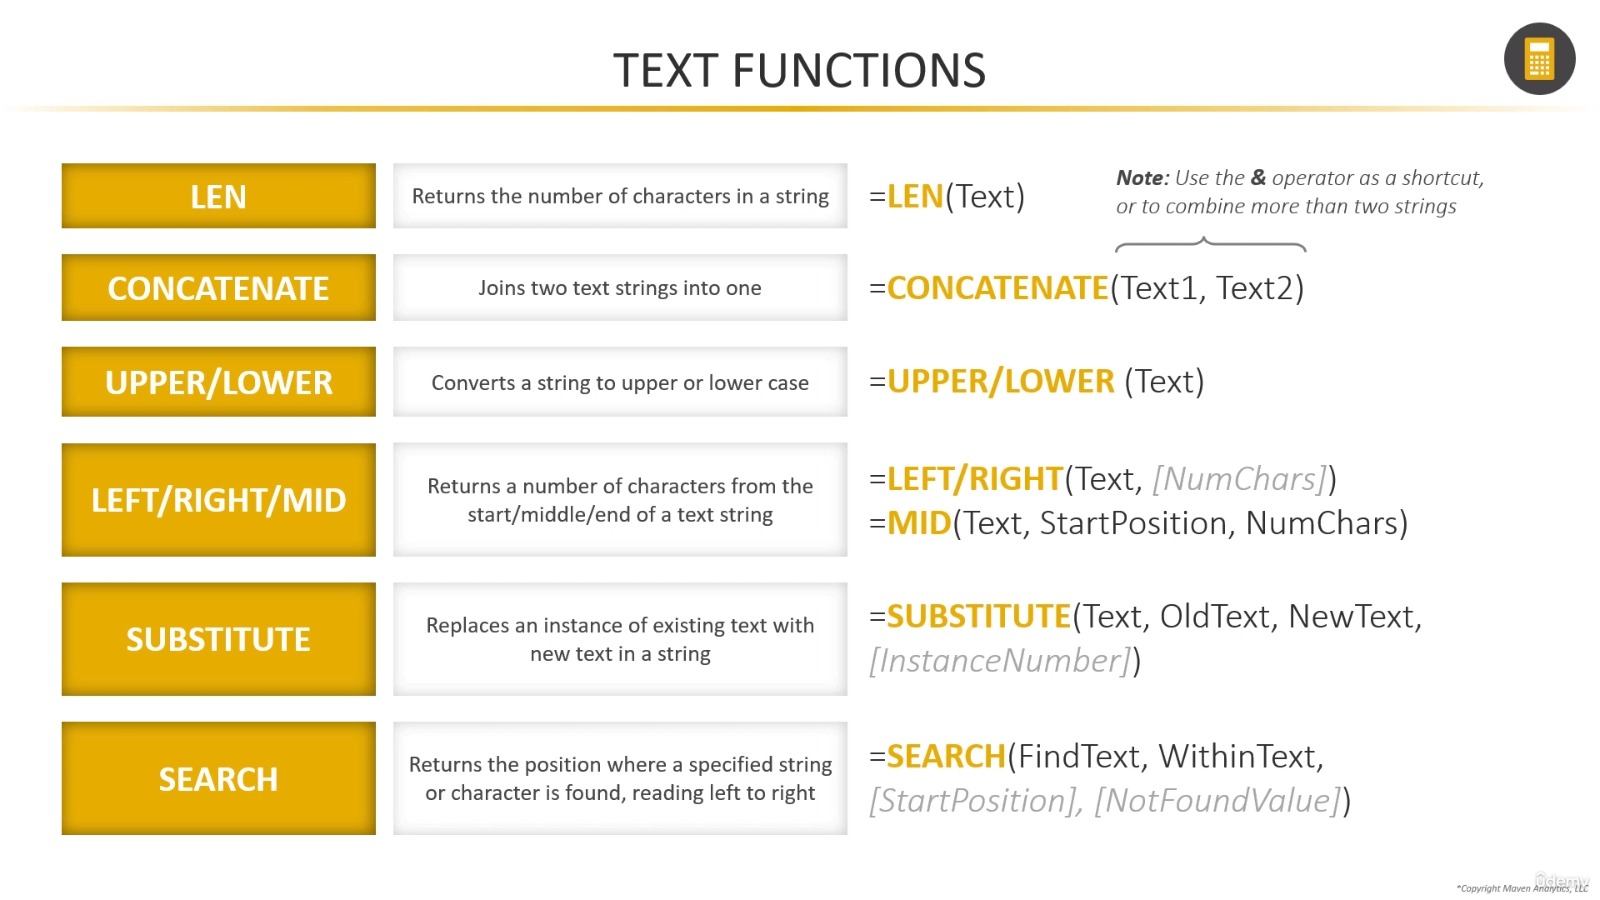 TEXT FUNCTIONS
LEN
Returns the number of characters in a string
=LEN(Text)
Note: Use the & operator as a shortcut,
or to combine more than two strings
CONCATENATE
Joins two text strings into one
=CONCATENATE(Text1, Text2)
UPPER/LOWER
Converts a string to upper or lower case
=UPPER/LOWER (Text)
LEFT/RIGHT/MID
Returns a number of characters from the
start/middle/end of a text string
=LEFT/RIGHT(Text, [NumChars])
=MID(Text, StartPosition, NumChars)
SUBSTITUTE
Replaces an instance of existing text with
new text in a string
=SUBSTITUTE(Text, OldText, NewText,
[InstanceNumber])
SEARCH
Returns the position where a specified string
or character is found, reading left to right
=SEARCH(FindText, WithinText,
[StartPosition], [NotFoundValue])
*Copyright Maven Analytics, LLC
ûdemy